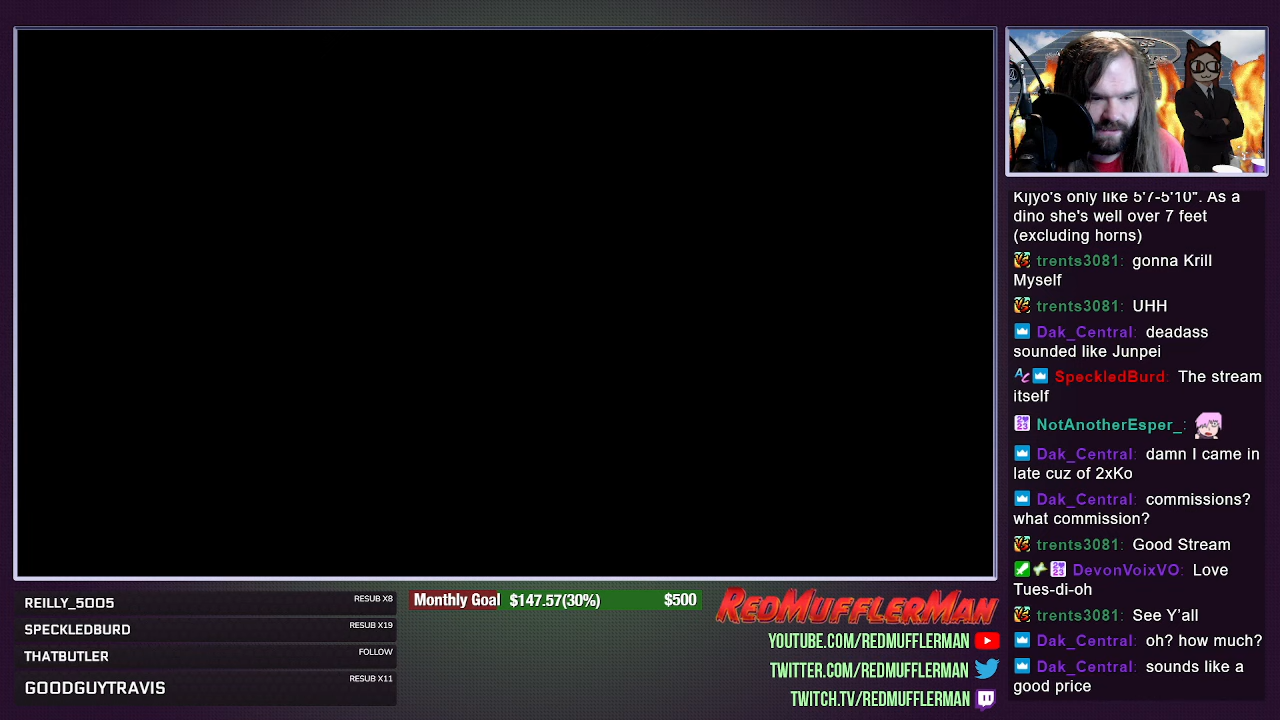 Kijyo's only like 5'7-5'10". As a
dino she's well over 7 feet
(excluding horns)
trents3081: gonna Krill
Myself
trents3081: UHH
Dak_Central: deadass
sounded like Junpei
SpeckledBurd: The stream
itself
NotAnotherEsper_:
Dak_Central: damn I came in
late cuz of 2xKo
Dak_Central: commissions?
what commission?
trents3081: Good Stream
DevonVoixVO: Love
Tues-di-oh
trents3081: See Y'all
Dak_Central: oh? how much?
Dak_Central: sounds like a
good price
REILLY_5005 RESUB X8
SPECKLEDBURD RESUB X19
THATBUTLER FOLLOW
GOODGUYTRAVIS RESUB X11
Monthly Goal $147.57(30%) $500
REDMUFFLERMAN
YOUTUBE.COM/REDMUFFLERMAN
TWITTER.COM/REDMUFFLERMAN
TWITCH.TV/REDMUFFLERMAN